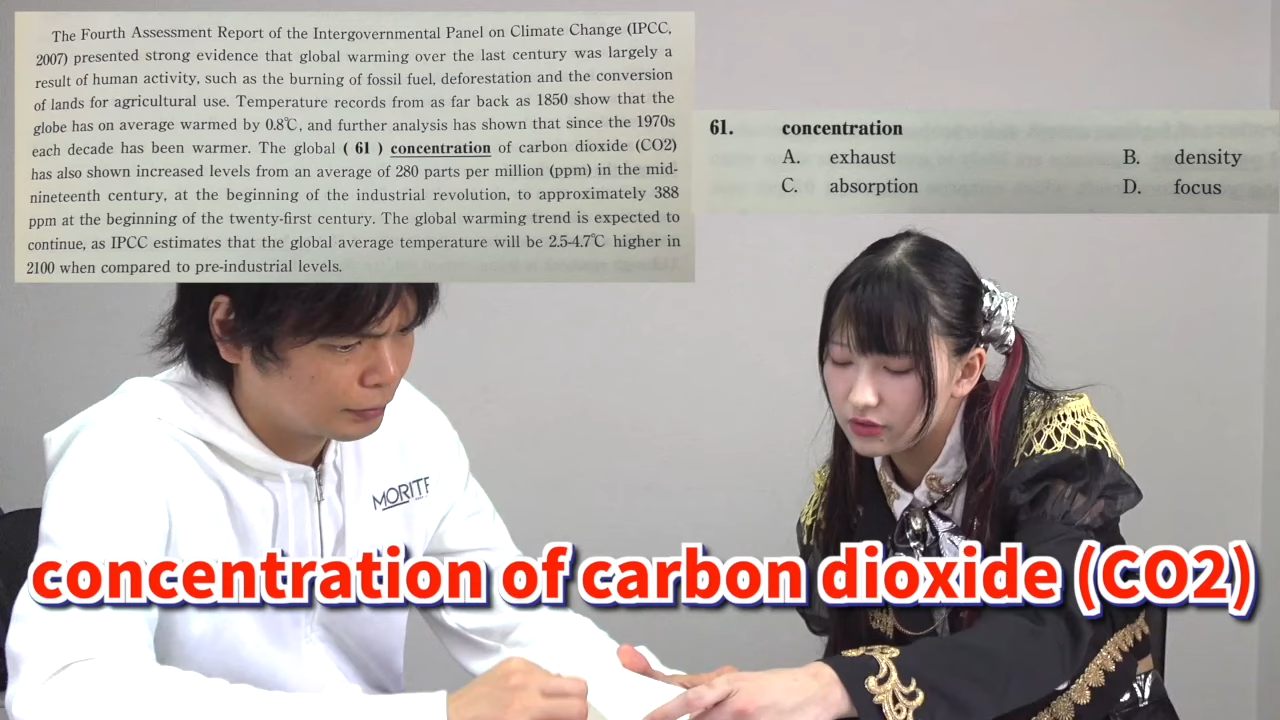 The Fourth Assessment Report of the Intergovernmental Panel on Climate Change (IPCC,
2007) presented strong evidence that global warming over the last century was largely a
result of human activity, such as the burning of fossil fuel, deforestation and the conversion
of lands for agricultural use. Temperature records from as far back as 1850 show that the
globe has on average warmed by 0.8℃, and further analysis has shown that since the 1970s
each decade has been warmer. The global ( 61 ) concentration of carbon dioxide (CO2)
has also shown increased levels from an average of 280 parts per million (ppm) in the mid-
nineteenth century, at the beginning of the industrial revolution, to approximately 388
ppm at the beginning of the twenty-first century. The global warming trend is expected to
continue, as IPCC estimates that the global average temperature will be 2.5-4.7℃ higher in
2100 when compared to pre-industrial levels.
61. concentration
A. exhaust B. density
C. absorption D. focus
MORITE
concentration of carbon dioxide (CO2)